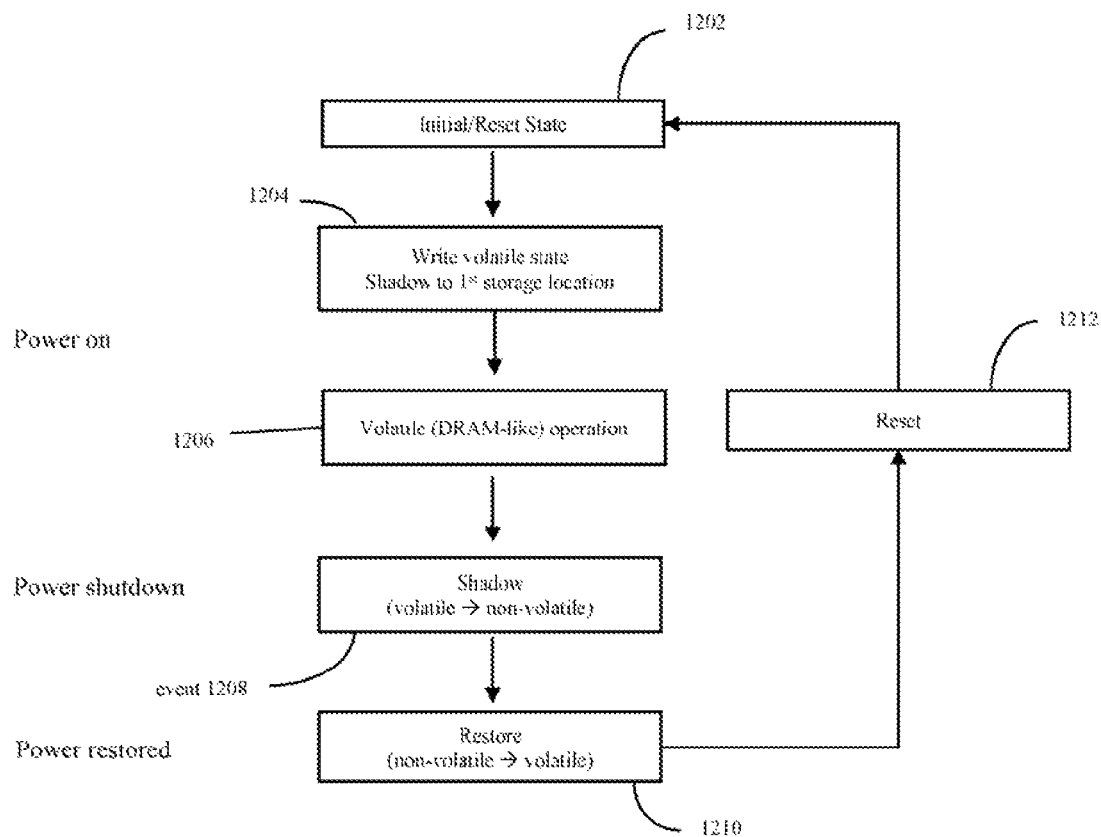 1202
Initial/Reset State
1204
Write volatile state
Shadow to 1st storage location
Power on
1212
Volatile (DRAM-like) operation
Reset
1206
Power shutdown
Shadow
(volatile → non-volatile)
event 1208
Power restored
Restore
(non-volatile → volatile)
1210